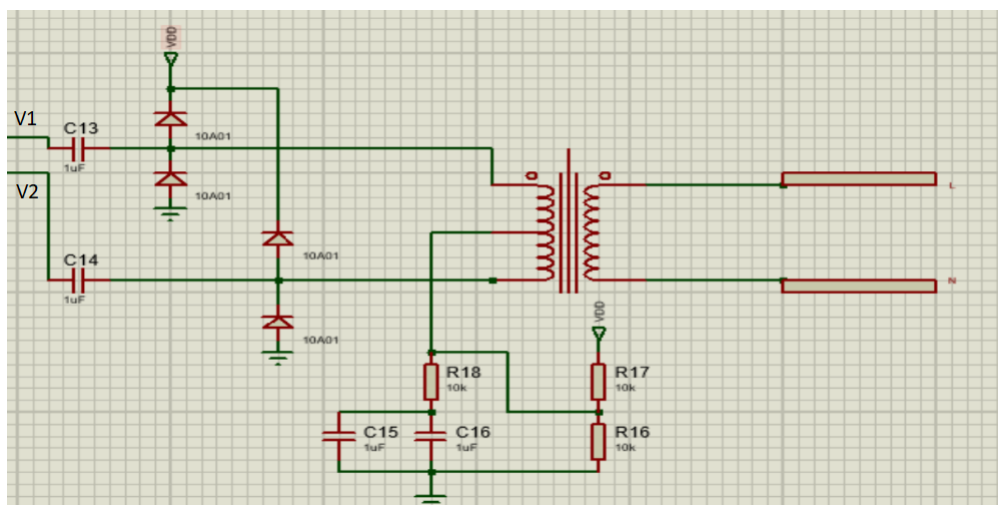 VDD
V1
C13
1uF
10A01
10A01
V2
C14
1uF
10A01
10A01
L
N
VDD
R18
10k
R17
10k
C15
1uF
C16
1uF
R16
10k